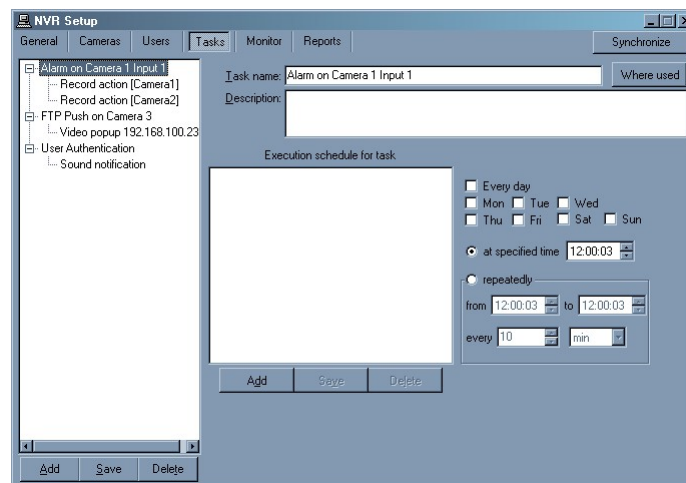 NVR Setup
General Cameras Users Tasks Monitor Reports Synchronize
Alarm on Camera 1 Input 1
Record action [Camera1]
Record action [Camera2]
FTP Push on Camera 3
Video popup 192.168.100.23
User Authentication
Sound notification
Task name: Alarm on Camera 1 Input 1 Where used
Description:
Execution schedule for task
Every day
Mon Tue Wed
Thu Fri Sat Sun
at specified time 12:00:03
repeatedly
from 12:00:03 to 12:00:03
every 10 min
Add Save Delete
Add Save Delete